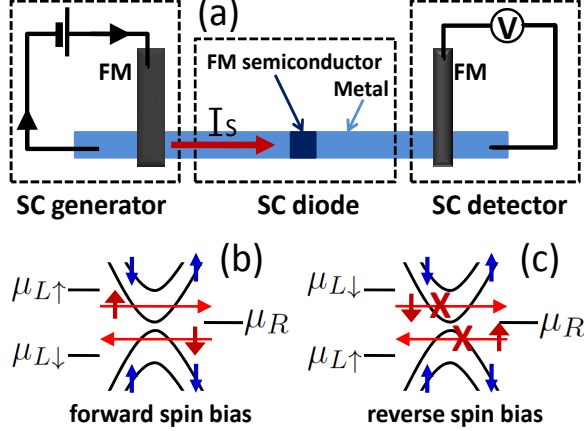 (a)
V
FM
FM semiconductor
FM
Metal
Is
SC generator
SC diode
SC detector
(b)
(c)
μL↑
μL↓
μR
μL↓
μL↑
μR
X
X
forward spin bias
reverse spin bias